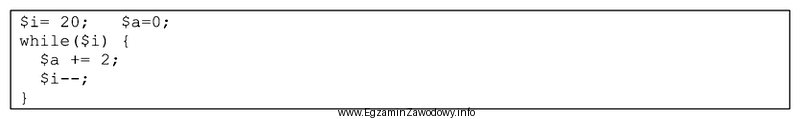 $i= 20;   $a=0;
while($i) {
  $a += 2;
  $i--;
}
www.EgzaminZawodowy.info